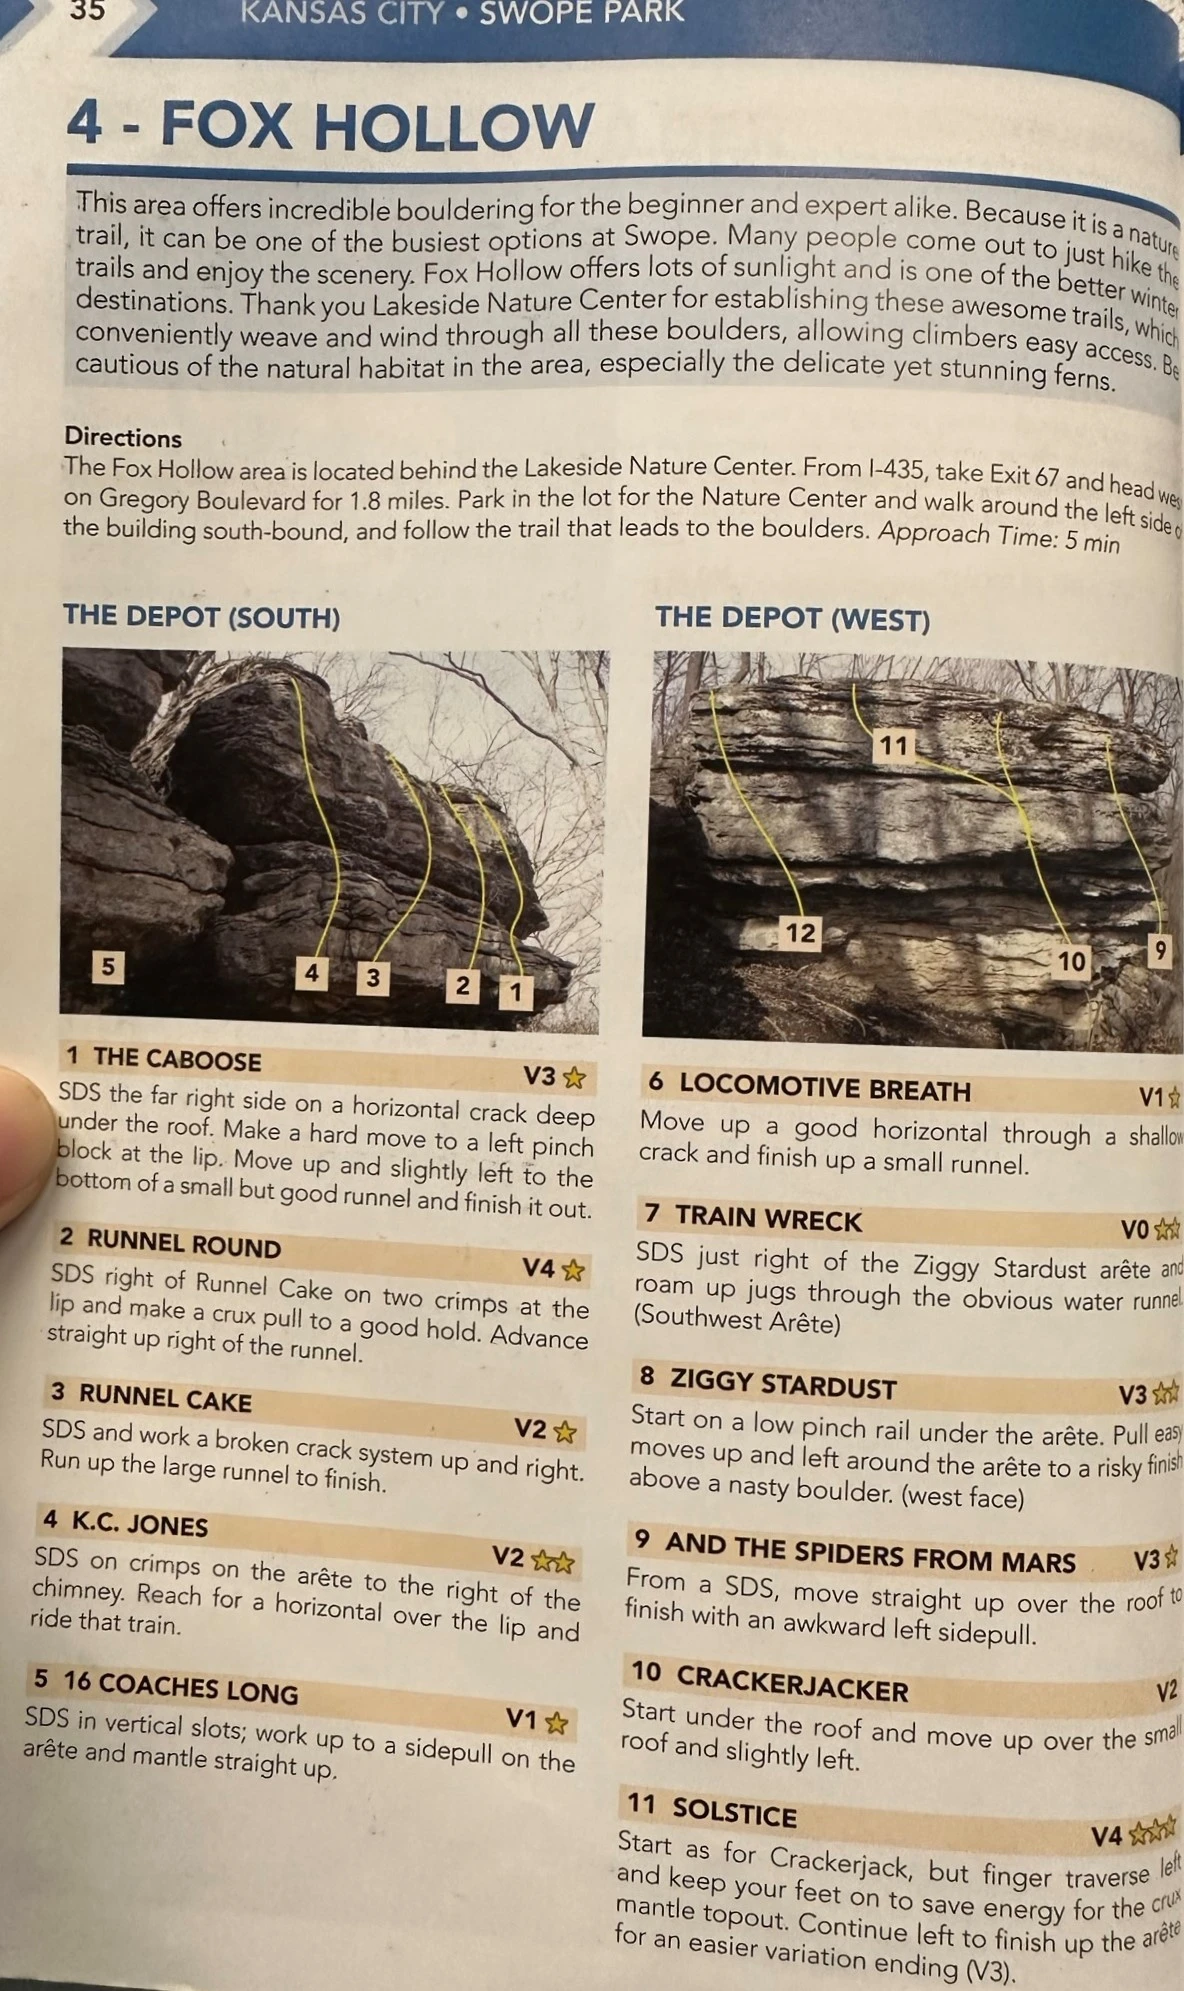 35
KANSAS CITY • SWOPE PARK
4 - FOX HOLLOW
This area offers incredible bouldering for the beginner and expert alike. Because it is a nature
trail, it can be one of the busiest options at Swope. Many people come out to just hike the
trails and enjoy the scenery. Fox Hollow offers lots of sunlight and is one of the better winter
destinations. Thank you Lakeside Nature Center for establishing these awesome trails, which
conveniently weave and wind through all these boulders, allowing climbers easy access. Be
cautious of the natural habitat in the area, especially the delicate yet stunning ferns.
Directions
The Fox Hollow area is located behind the Lakeside Nature Center. From I-435, take Exit 67 and head wes
on Gregory Boulevard for 1.8 miles. Park in the lot for the Nature Center and walk around the left side o
the building south-bound, and follow the trail that leads to the boulders. Approach Time: 5 min
THE DEPOT (SOUTH)
5
4
3
2
1
1 THE CABOOSE V3 ☆
SDS the far right side on a horizontal crack deep
under the roof. Make a hard move to a left pinch
block at the lip. Move up and slightly left to the
bottom of a small but good runnel and finish it out.
2 RUNNEL ROUND V4 ☆
SDS right of Runnel Cake on two crimps at the
lip and make a crux pull to a good hold. Advance
straight up right of the runnel.
3 RUNNEL CAKE V2 ☆
SDS and work a broken crack system up and right.
Run up the large runnel to finish.
4 K.C. JONES V2 ☆☆
SDS on crimps on the arête to the right of the
chimney. Reach for a horizontal over the lip and
ride that train.
5 16 COACHES LONG V1 ☆
SDS in vertical slots; work up to a sidepull on the
arête and mantle straight up.
THE DEPOT (WEST)
11
12
10
9
6 LOCOMOTIVE BREATH V1 ☆
Move up a good horizontal through a shallow
crack and finish up a small runnel.
7 TRAIN WRECK V0 ☆☆
SDS just right of the Ziggy Stardust arête and
roam up jugs through the obvious water runnel.
(Southwest Arête)
8 ZIGGY STARDUST V3 ☆☆
Start on a low pinch rail under the arête. Pull easy
moves up and left around the arête to a risky finish
above a nasty boulder. (west face)
9 AND THE SPIDERS FROM MARS V3 ☆
From a SDS, move straight up over the roof to
finish with an awkward left sidepull.
10 CRACKERJACKER V2
Start under the roof and move up over the small
roof and slightly left.
11 SOLSTICE V4 ☆☆☆
Start as for Crackerjack, but finger traverse left
and keep your feet on to save energy for the crux
mantle topout. Continue left to finish up the arête
for an easier variation ending (V3).